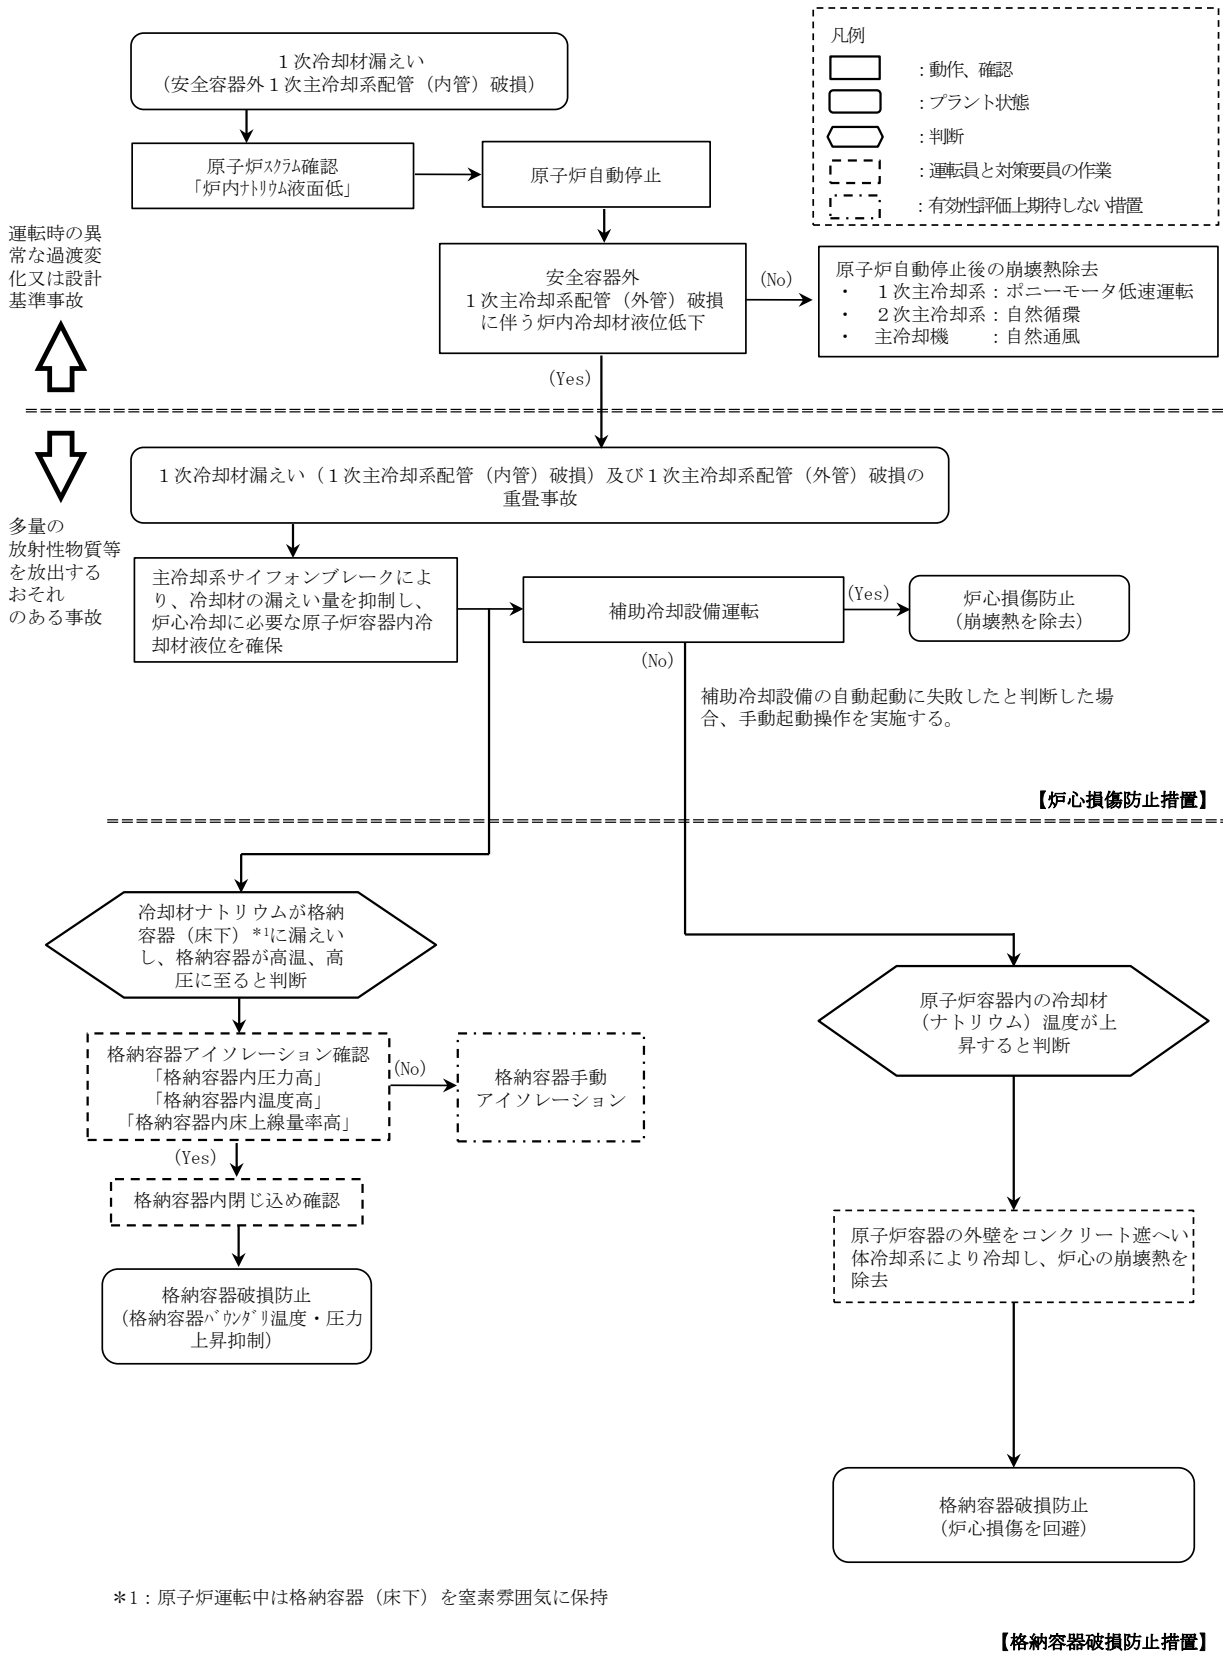 １次冷却材漏えい
（安全容器外１次主冷却系配管（内管）破損）
凡例
：動作、確認
：プラント状態
：判断
：運転員と対策要員の作業
：有効性評価上期待しない措置
原子炉ｽｸﾗﾑ確認
「炉内ﾅﾄﾘｳﾑ液面低」
原子炉自動停止
運転時の異
常な過渡変
化又は設計
基準事故
安全容器外
１次主冷却系配管（外管）破損
に伴う炉内冷却材液位低下
(No)
原子炉自動停止後の崩壊熱除去
・　１次主冷却系：ポニーモータ低速運転
・　２次主冷却系：自然循環
・　主冷却機　　：自然通風
(Yes)
１次冷却材漏えい（１次主冷却系配管（内管）破損）及び１次主冷却系配管（外管）破損の
重畳事故
多量の
放射性物質等
を放出する
おそれ
のある事故
主冷却系サイフォンブレークによ
り、冷却材の漏えい量を抑制し、
炉心冷却に必要な原子炉容器内冷
却材液位を確保
補助冷却設備運転
(Yes)
炉心損傷防止
（崩壊熱を除去）
(No)
補助冷却設備の自動起動に失敗したと判断した場
合、手動起動操作を実施する。
【炉心損傷防止措置】
冷却材ナトリウムが格納
容器（床下）*1に漏えい
し、格納容器が高温、高
圧に至ると判断
原子炉容器内の冷却材
（ナトリウム）温度が上
昇すると判断
格納容器アイソレーション確認
「格納容器内圧力高」
「格納容器内温度高」
「格納容器内床上線量率高」
(No)
格納容器手動
アイソレーション
(Yes)
格納容器内閉じ込め確認
原子炉容器の外壁をコンクリート遮へい
体冷却系により冷却し、炉心の崩壊熱を
除去
格納容器破損防止
（格納容器ﾊﾞｳﾝﾀﾞﾘ温度・圧力
上昇抑制）
格納容器破損防止
（炉心損傷を回避）
＊1：原子炉運転中は格納容器（床下）を窒素雰囲気に保持
【格納容器破損防止措置】